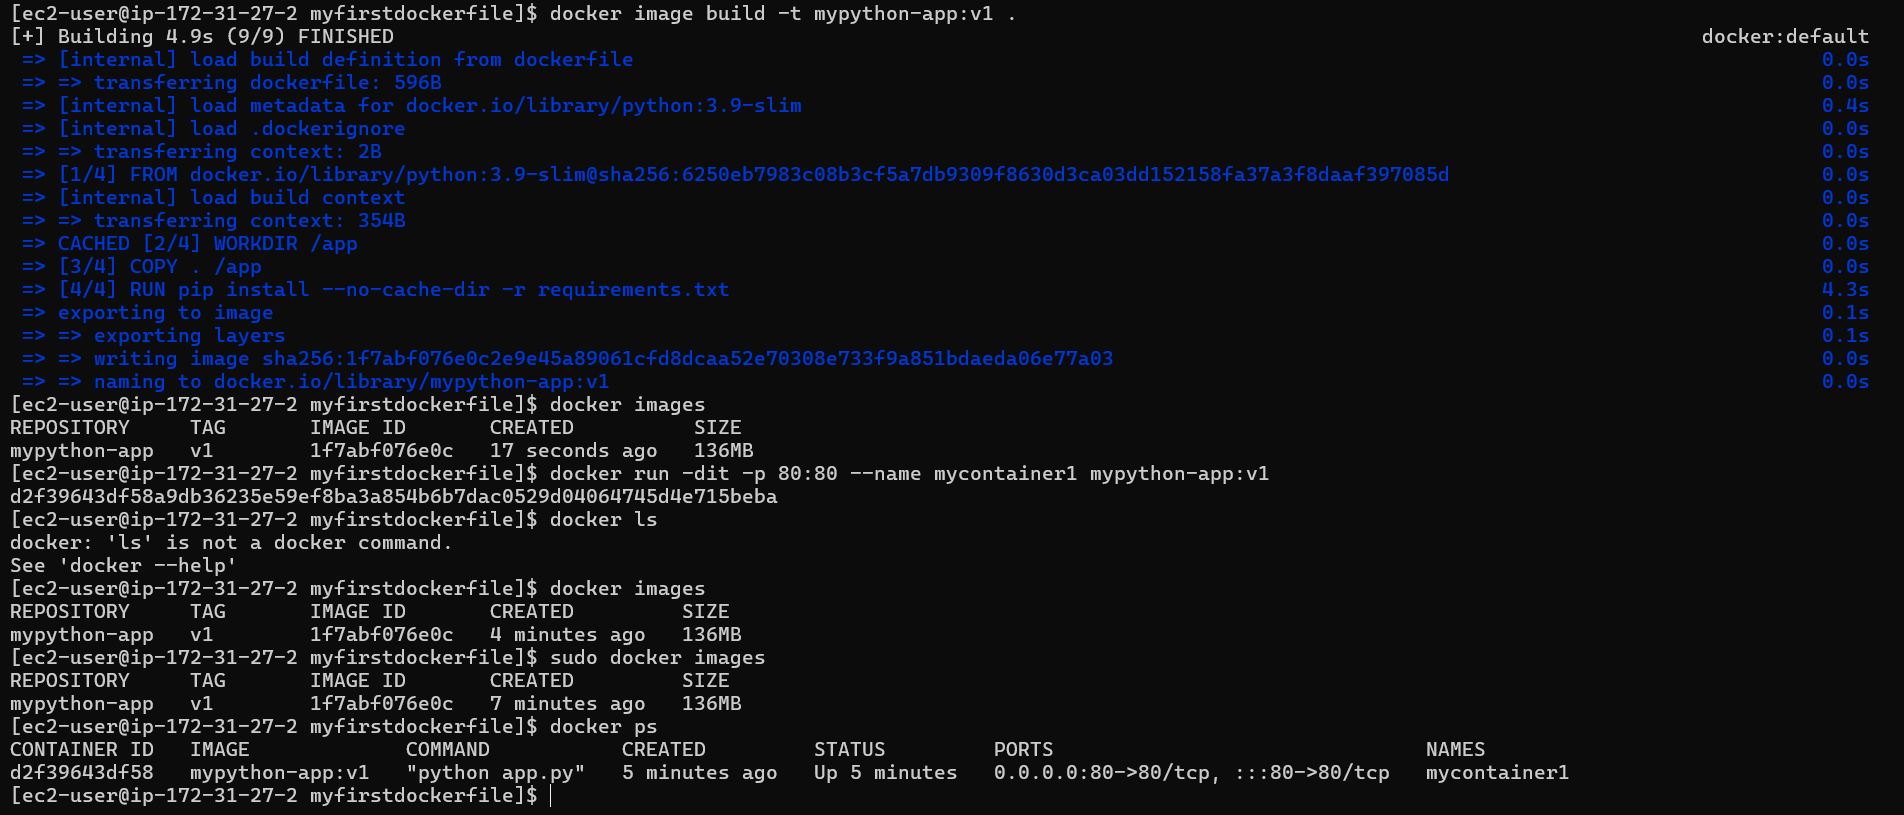 [ec2-user@ip-172-31-27-2 myfirstdockerfile]$ docker image build -t mypython-app:v1 .
[+] Building 4.9s (9/9) FINISHED docker:default
=> [internal] load build definition from dockerfile 0.0s
=> => transferring dockerfile: 596B 0.0s
=> [internal] load metadata for docker.io/library/python:3.9-slim 0.4s
=> [internal] load .dockerignore 0.0s
=> => transferring context: 2B 0.0s
=> [1/4] FROM docker.io/library/python:3.9-slim@sha256:6250eb7983c08b3cf5a7db9309f8630d3ca03dd152158fa37a3f8daaf397085d 0.0s
=> [internal] load build context 0.0s
=> => transferring context: 354B 0.0s
=> CACHED [2/4] WORKDIR /app 0.0s
=> [3/4] COPY . /app 0.0s
=> [4/4] RUN pip install --no-cache-dir -r requirements.txt 4.3s
=> exporting to image 0.1s
=> => exporting layers 0.1s
=> => writing image sha256:1f7abf076e0c2e9e45a89061cfd8dcaa52e70308e733f9a851bdaeda06e77a03 0.0s
=> => naming to docker.io/library/mypython-app:v1 0.0s
[ec2-user@ip-172-31-27-2 myfirstdockerfile]$ docker images
REPOSITORY TAG IMAGE ID CREATED SIZE
mypython-app v1 1f7abf076e0c 17 seconds ago 136MB
[ec2-user@ip-172-31-27-2 myfirstdockerfile]$ docker run -dit -p 80:80 --name mycontainer1 mypython-app:v1
d2f39643df58a9db36235e59ef8ba3a854b6b7dac0529d04064745d4e715beba
[ec2-user@ip-172-31-27-2 myfirstdockerfile]$ docker ls
docker: 'ls' is not a docker command.
See 'docker --help'
[ec2-user@ip-172-31-27-2 myfirstdockerfile]$ docker images
REPOSITORY TAG IMAGE ID CREATED SIZE
mypython-app v1 1f7abf076e0c 4 minutes ago 136MB
[ec2-user@ip-172-31-27-2 myfirstdockerfile]$ sudo docker images
REPOSITORY TAG IMAGE ID CREATED SIZE
mypython-app v1 1f7abf076e0c 7 minutes ago 136MB
[ec2-user@ip-172-31-27-2 myfirstdockerfile]$ docker ps
CONTAINER ID IMAGE COMMAND CREATED STATUS PORTS NAMES
d2f39643df58 mypython-app:v1 "python app.py" 5 minutes ago Up 5 minutes 0.0.0.0:80->80/tcp, :::80->80/tcp mycontainer1
[ec2-user@ip-172-31-27-2 myfirstdockerfile]$